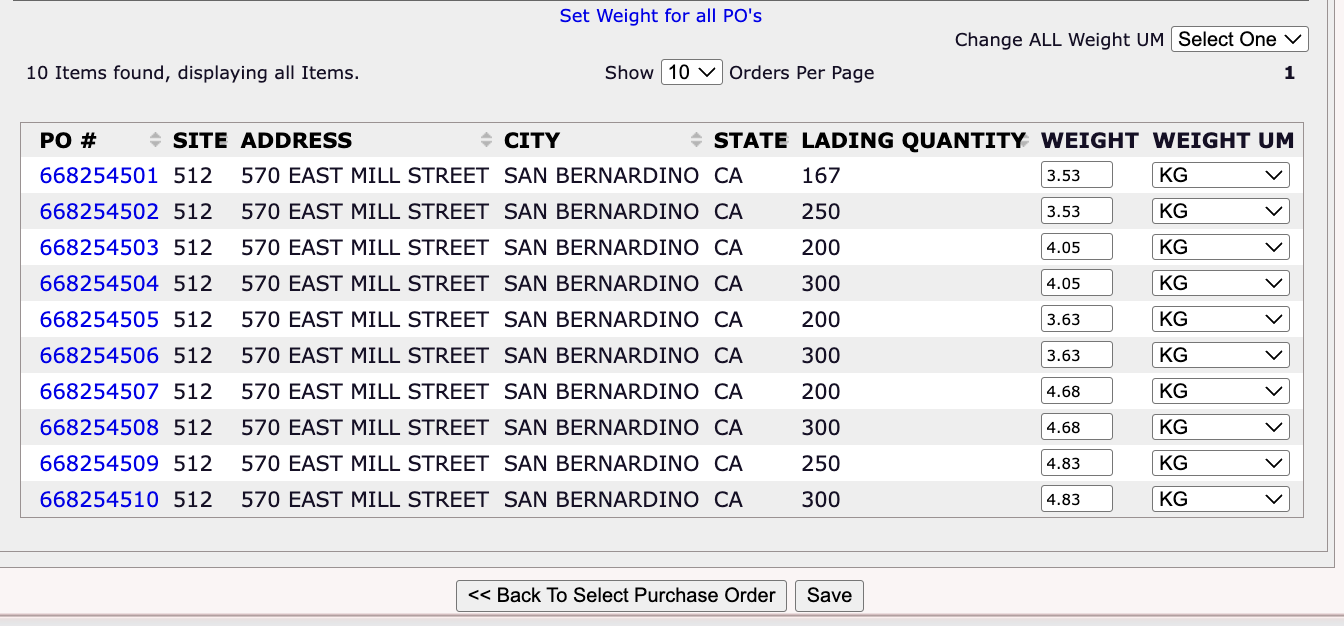 Set Weight for all PO's
Change ALL Weight UM Select One
10 Items found, displaying all Items. Show 10 Orders Per Page 1
PO # SITE ADDRESS CITY STATE LADING QUANTITY WEIGHT WEIGHT UM
668254501 512 570 EAST MILL STREET SAN BERNARDINO CA 167 3.53 KG
668254502 512 570 EAST MILL STREET SAN BERNARDINO CA 250 3.53 KG
668254503 512 570 EAST MILL STREET SAN BERNARDINO CA 200 4.05 KG
668254504 512 570 EAST MILL STREET SAN BERNARDINO CA 300 4.05 KG
668254505 512 570 EAST MILL STREET SAN BERNARDINO CA 200 3.63 KG
668254506 512 570 EAST MILL STREET SAN BERNARDINO CA 300 3.63 KG
668254507 512 570 EAST MILL STREET SAN BERNARDINO CA 200 4.68 KG
668254508 512 570 EAST MILL STREET SAN BERNARDINO CA 300 4.68 KG
668254509 512 570 EAST MILL STREET SAN BERNARDINO CA 250 4.83 KG
668254510 512 570 EAST MILL STREET SAN BERNARDINO CA 300 4.83 KG
<< Back To Select Purchase Order Save